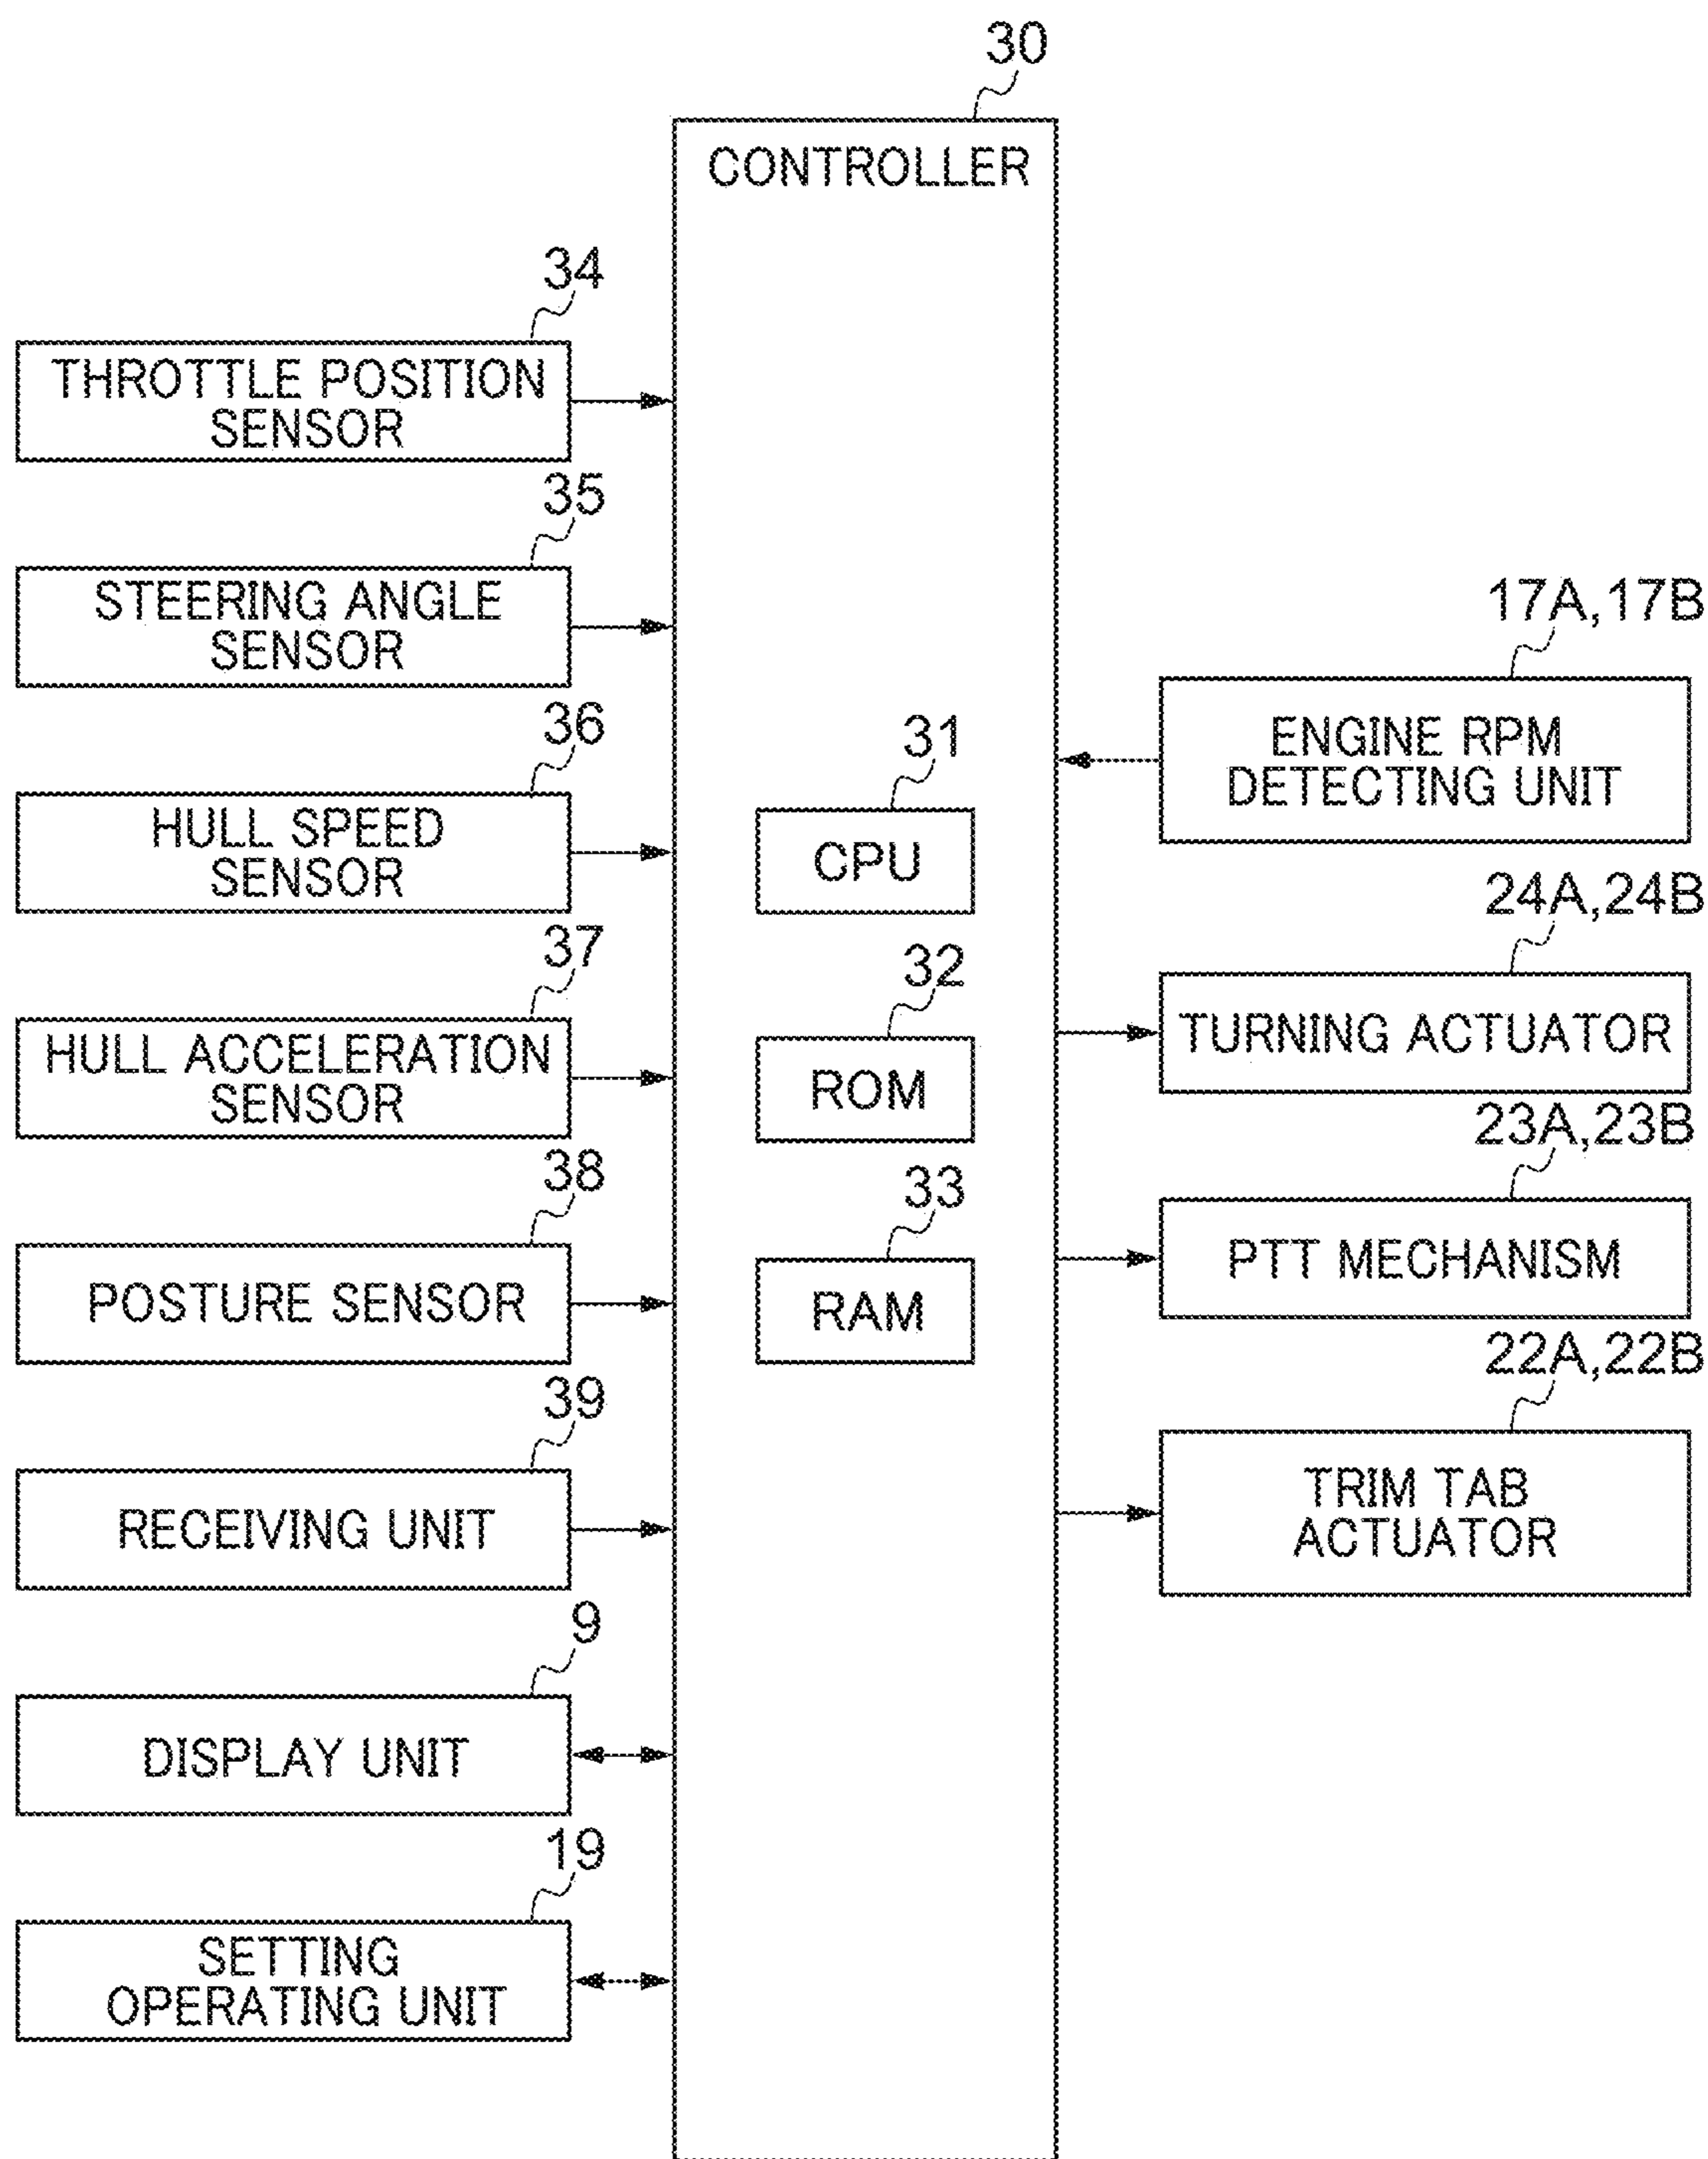 30
CONTROLLER
34
THROTTLE POSITION
SENSOR
35
STEERING ANGLE
SENSOR
36
HULL SPEED
SENSOR
37
HULL ACCELERATION
SENSOR
38
POSTURE SENSOR
39
RECEIVING UNIT
9
DISPLAY UNIT
19
SETTING
OPERATING UNIT
31
CPU
32
ROM
33
RAM
17A,17B
ENGINE RPM
DETECTING UNIT
24A,24B
TURNING ACTUATOR
23A,23B
PTT MECHANISM
22A,22B
TRIM TAB
ACTUATOR